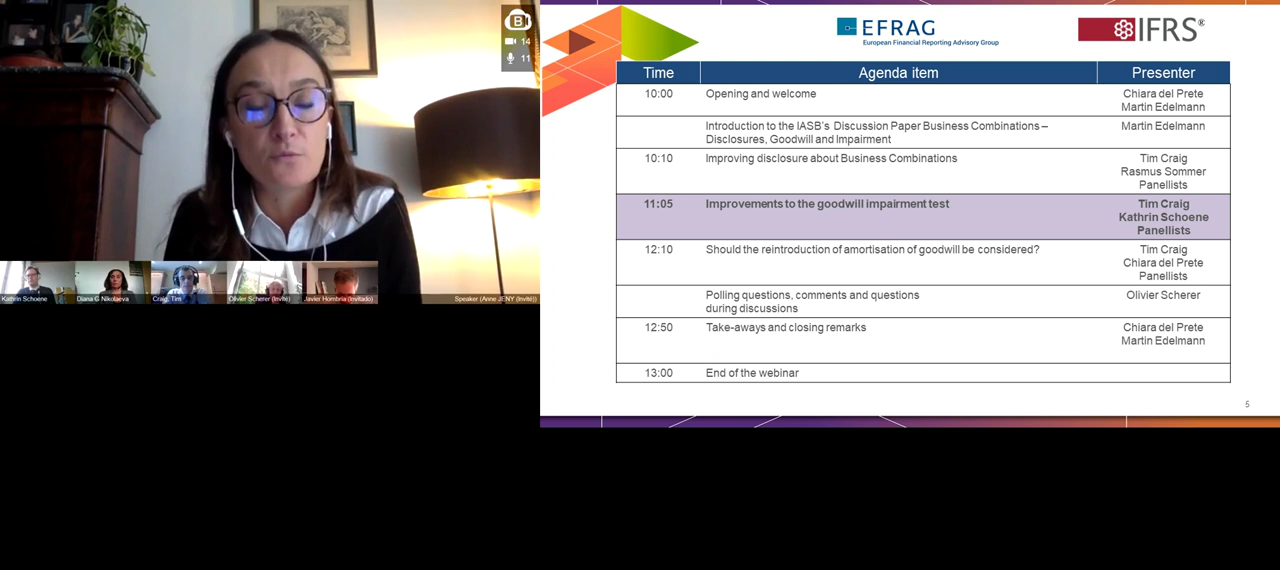 B
14
11
Kathrin Schoene
Diana G Nikolaeva
Craig, Tim
Olivier Scherer (Invité)
Javier Hombria (Invitado)
Speaker (Anne JENY (Invité))
EFRAG
European Financial Reporting Advisory Group
IFRS®
Time Agenda item Presenter
10:00 Opening and welcome Chiara del Prete
Martin Edelmann
Introduction to the IASB's Discussion Paper Business Combinations – Martin Edelmann
Disclosures, Goodwill and Impairment
10:10 Improving disclosure about Business Combinations Tim Craig
Rasmus Sommer
Panellists
11:05 Improvements to the goodwill impairment test Tim Craig
Kathrin Schoene
Panellists
12:10 Should the reintroduction of amortisation of goodwill be considered? Tim Craig
Chiara del Prete
Panellists
Polling questions, comments and questions Olivier Scherer
during discussions
12:50 Take-aways and closing remarks Chiara del Prete
Martin Edelmann
13:00 End of the webinar
5